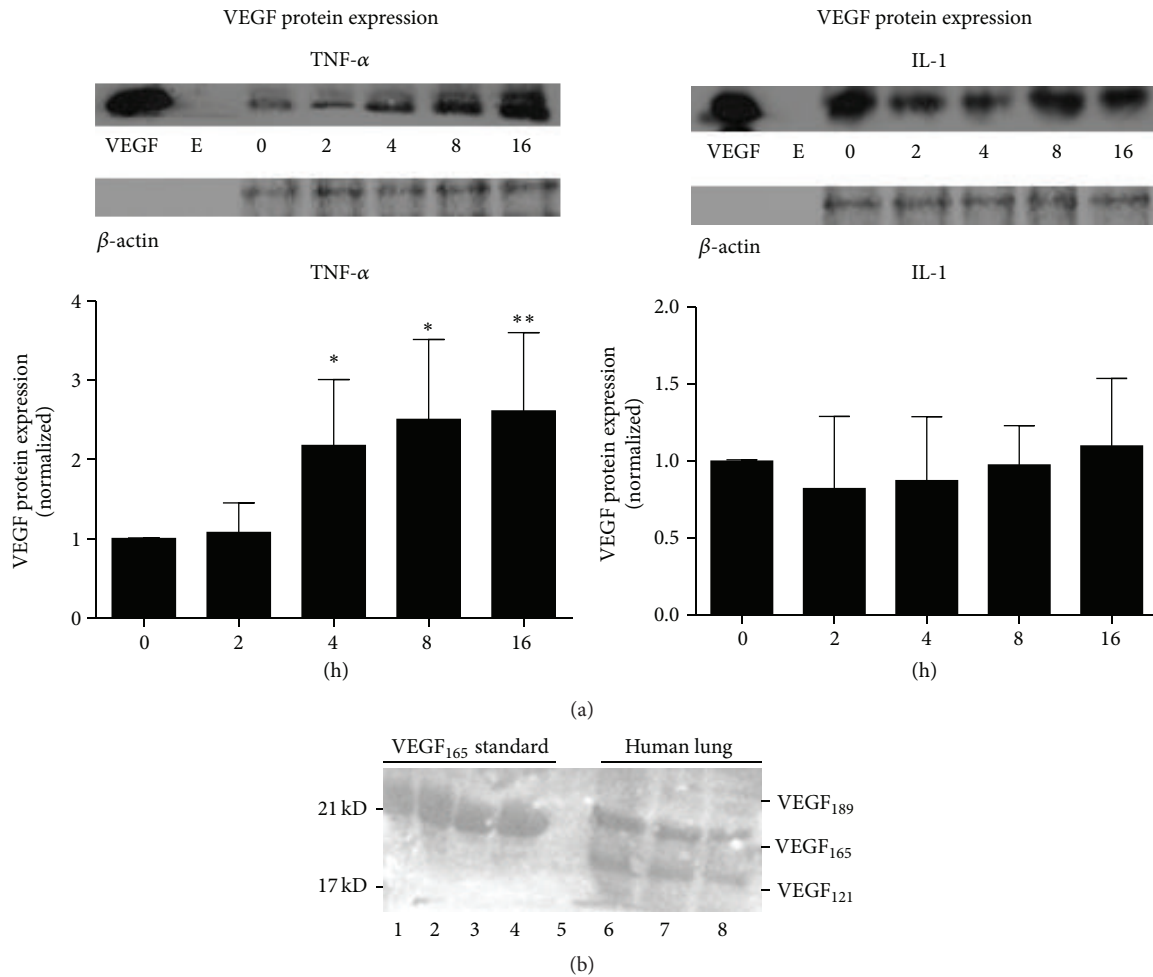 VEGF protein expression
TNF-α
VEGF E 0 2 4 8 16
β-actin
TNF-α
VEGF protein expression
(normalized)
4
3
2
1
0
* * **
0 2 4 8 16
(h)
VEGF protein expression
IL-1
VEGF E 0 2 4 8 16
β-actin
IL-1
VEGF protein expression
(normalized)
2.0
1.5
1.0
0.5
0.0
0 2 4 8 16
(h)
(a)
VEGF₁₆₅ standard Human lung
21 kD
17 kD
VEGF₁₈₉
VEGF₁₆₅
VEGF₁₂₁
1 2 3 4 5 6 7 8
(b)